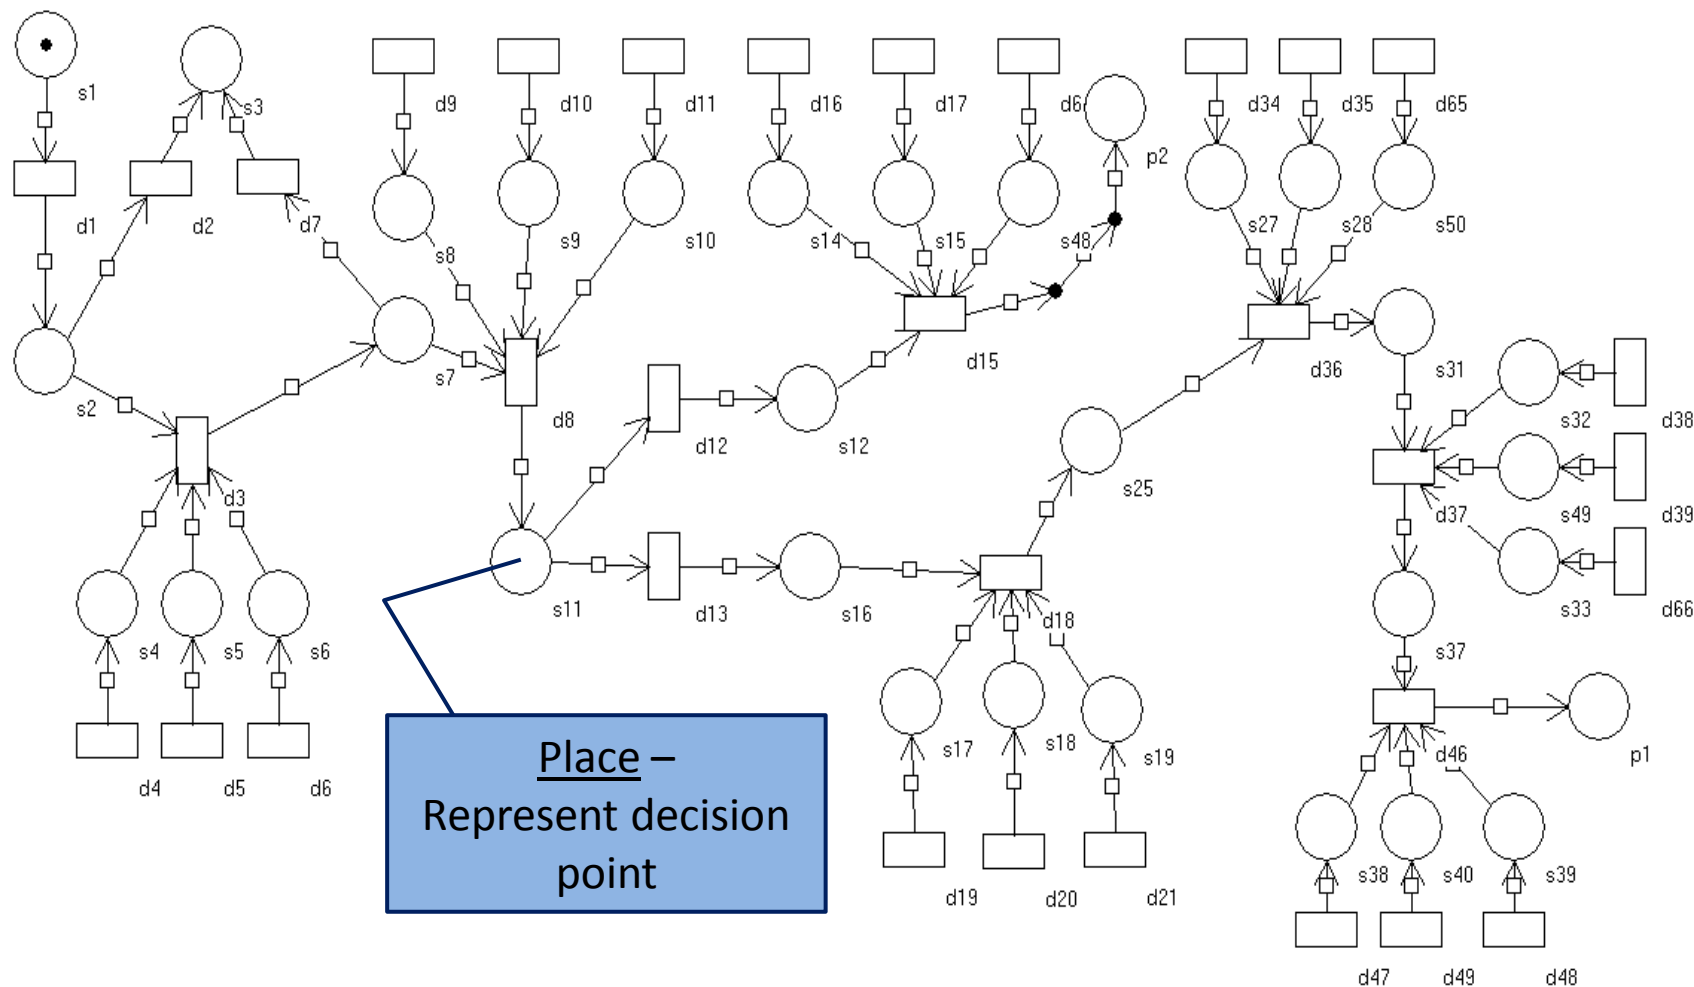 s1
s3
d9
d10
d11
d16
d17
d6
p2
d34
d35
d65
d1
d2
d7
s8
s9
s10
s14
s15
s48
s27
s28
s50
s2
s7
d8
d12
s12
d15
d36
s31
s32
d38
d3
s25
d37
s49
d39
s4
s5
s6
s11
d13
s16
d18
s33
d66
s37
d4
d5
d6
Place –
Represent decision
point
s17
s18
s19
d46
p1
d19
d20
d21
s38
s40
s39
d47
d49
d48